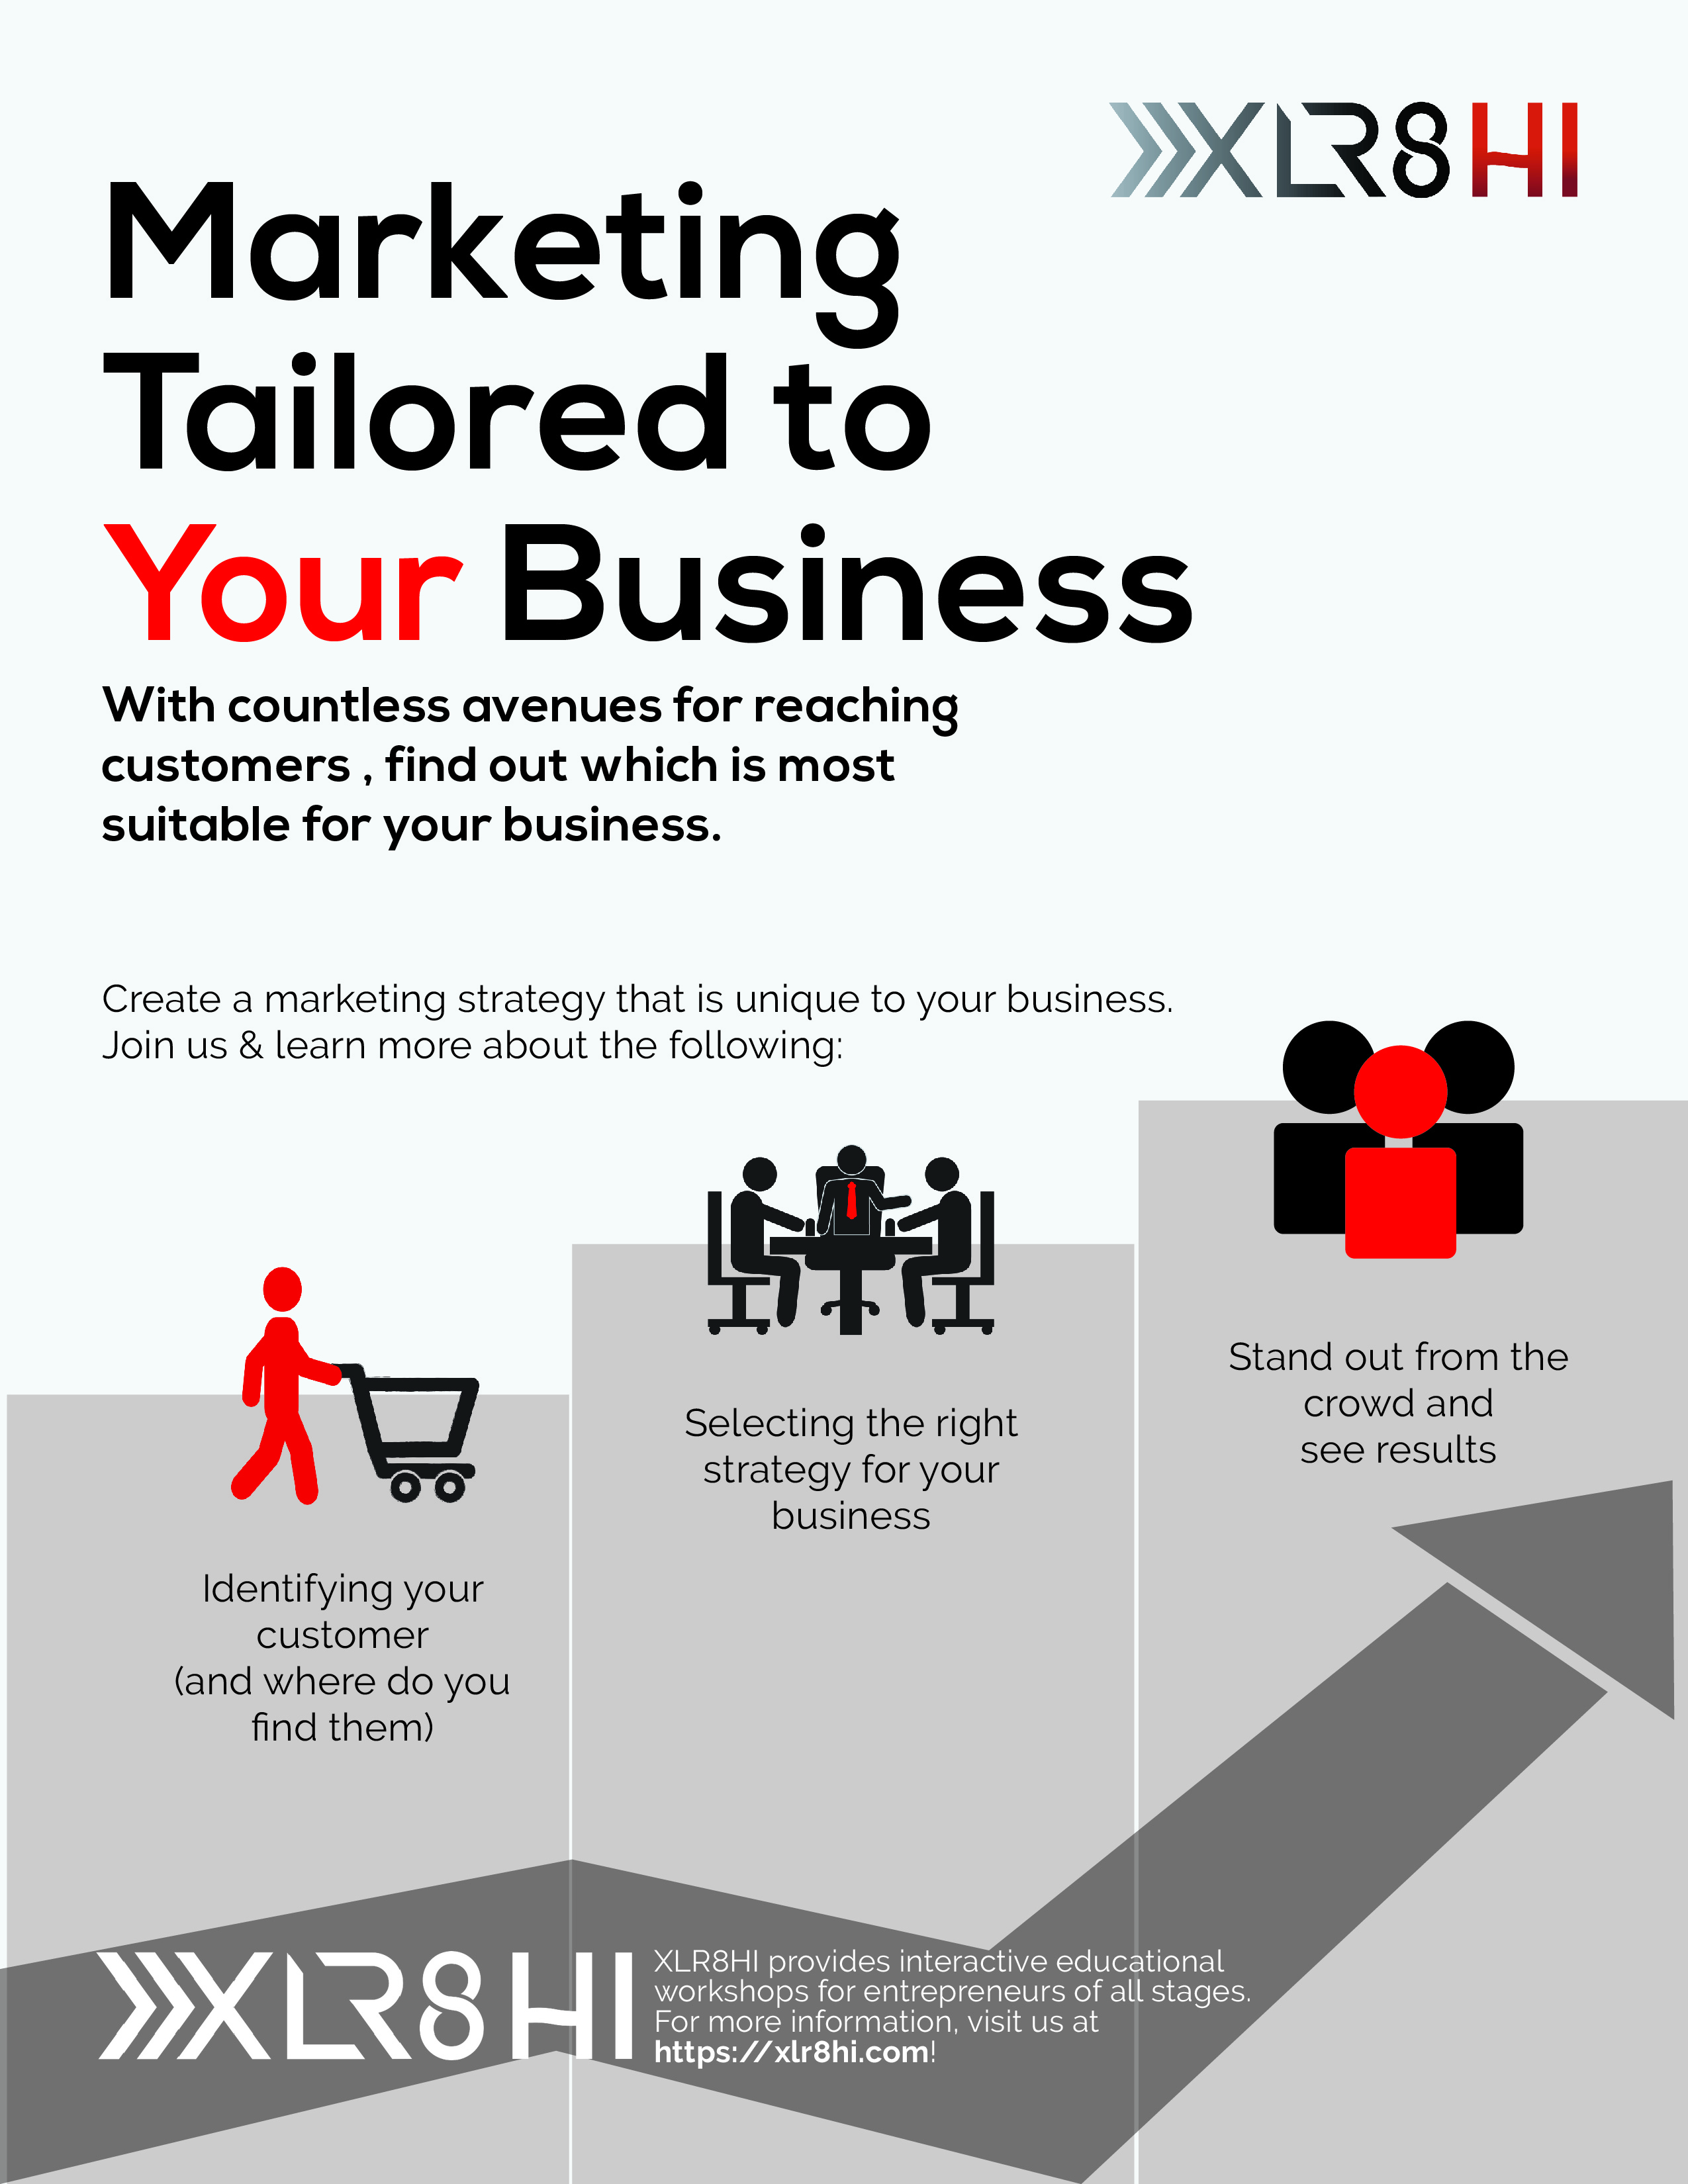 XLR8HI
Marketing
Tailored to
Your Business
With countless avenues for reaching
customers , find out which is most
suitable for your business.
Create a marketing strategy that is unique to your business.
Join us & learn more about the following:
Identifying your
customer
(and where do you
find them)
Selecting the right
strategy for your
business
Stand out from the
crowd and
see results
XLR8HI
XLR8HI provides interactive educational
workshops for entrepreneurs of all stages.
For more information, visit us at
https://xlr8hi.com!